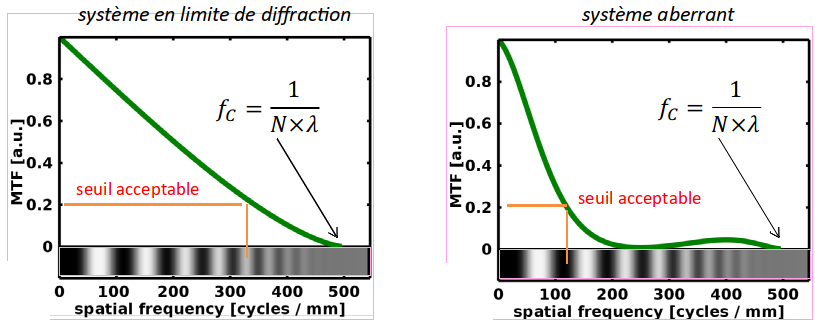 système en limite de diffraction
MTF [a.u.]
0.8
0.6
0.4
0.2
0
seuil acceptable
f_C = 1 / (N×λ)
0 100 200 300 400 500
spatial frequency [cycles / mm]
système aberrant
MTF [a.u.]
0.8
0.6
0.4
0.2
0
seuil acceptable
f_C = 1 / (N×λ)
0 100 200 300 400 500
spatial frequency [cycles / mm]